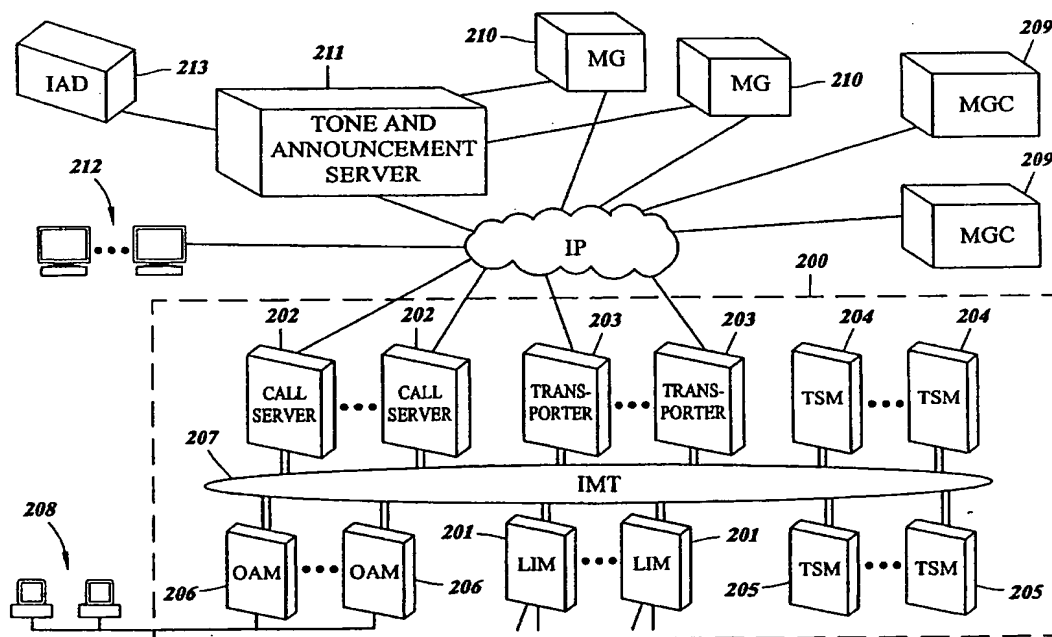 210
209
211
IAD
213
MG
MG
210
MGC
TONE AND
ANNOUNCEMENT
SERVER
212
209
IP
MGC
200
202
202
203
203
204
204
CALL
SERVER
CALL
SERVER
TRANS-
PORTER
TRANS-
PORTER
TSM
TSM
207
IMT
208
201
201
OAM
OAM
LIM
LIM
TSM
TSM
206
206
205
205